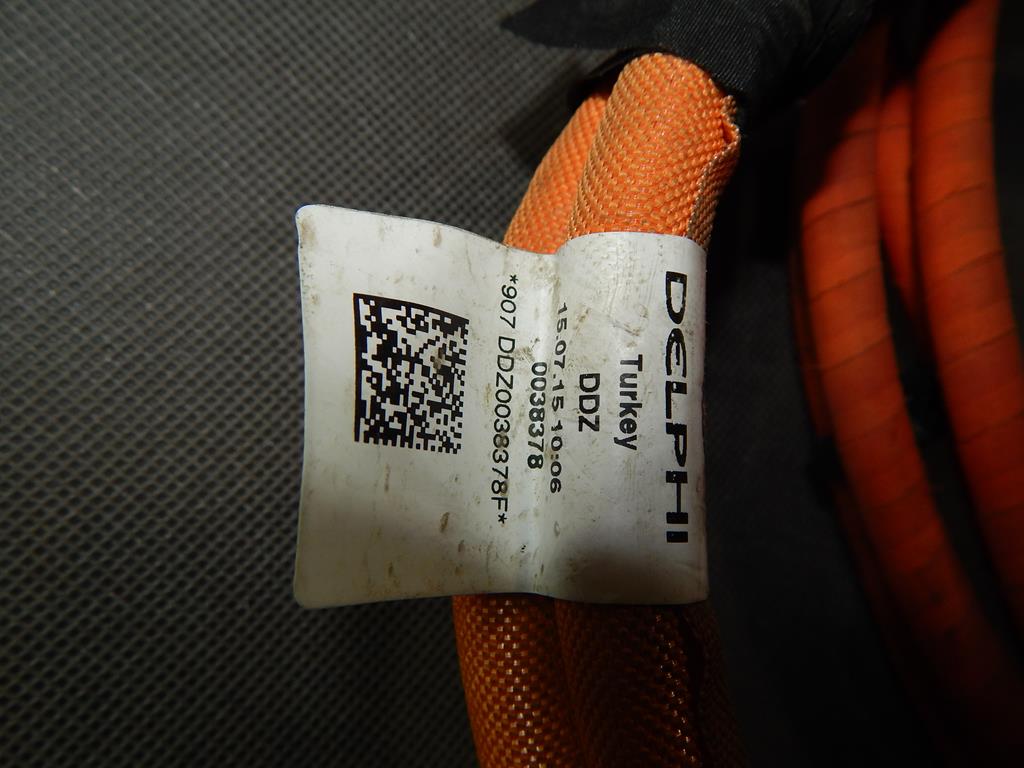 DELPHI
Turkey
DDZ
15.07.15 10:06
0038378
*907 DDZ0038378F*